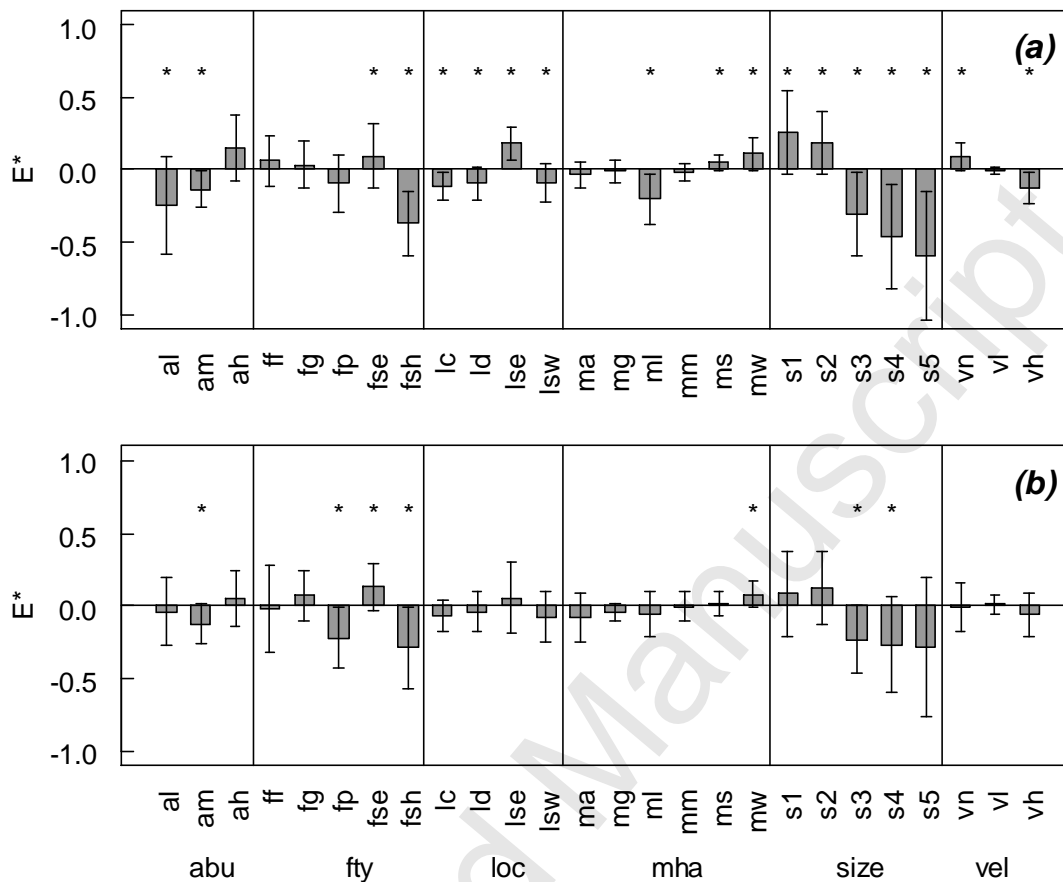 1.0
(a)
* * * * * * * * * * * * * * * * * *
0.5
E*
0.0
-0.5
-1.0
al am ah ff fg fp fse fsh lc ld lse lsw ma mg ml mm ms mw s1 s2 s3 s4 s5 vn vl vh
1.0
(b)
* * * * * * *
0.5
E*
0.0
-0.5
-1.0
al am ah ff fg fp fse fsh lc ld lse lsw ma mg ml mm ms mw s1 s2 s3 s4 s5 vn vl vh
abu fty loc mha size vel
d Manuscript